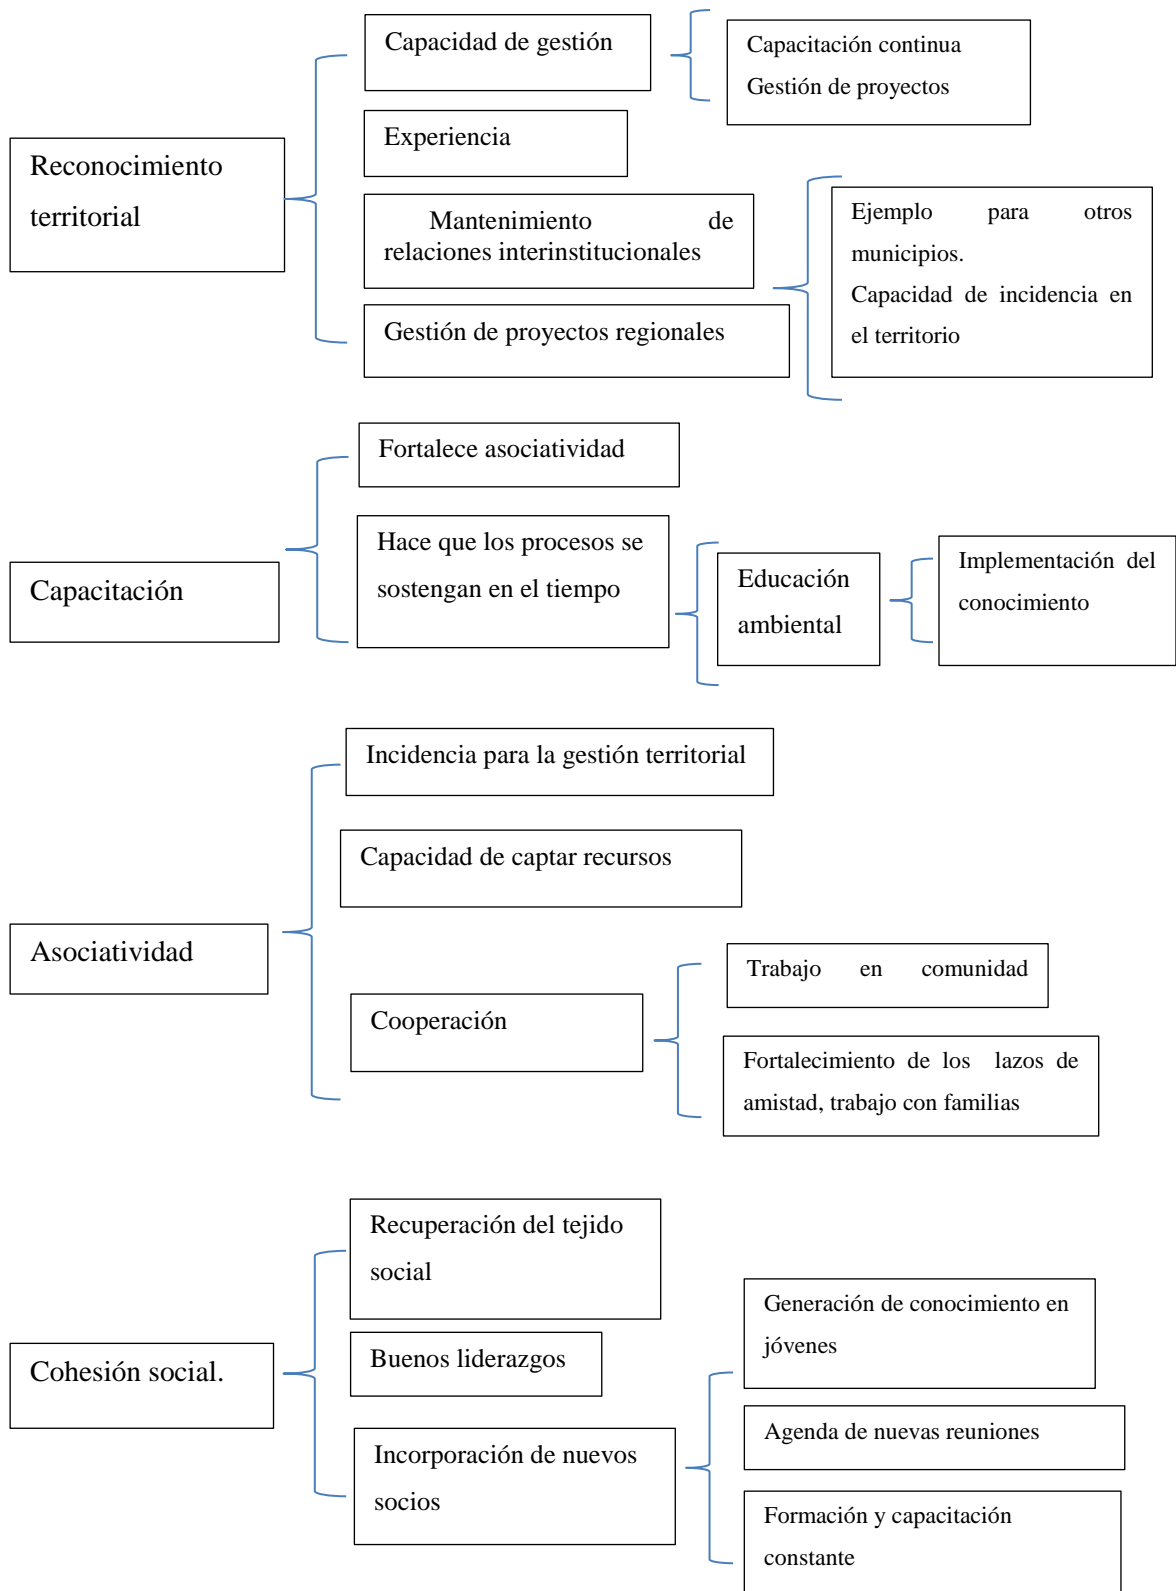 Capacidad de gestión
Capacitación continua
Gestión de proyectos
Experiencia
Reconocimiento
territorial
Mantenimiento de
relaciones interinstitucionales
Gestión de proyectos regionales
Ejemplo para otros
municipios.
Capacidad de incidencia en
el territorio
Capacitación
Fortalece asociatividad
Hace que los procesos se
sostengan en el tiempo
Educación
ambiental
Implementación del
conocimiento
Asociatividad
Incidencia para la gestión territorial
Capacidad de captar recursos
Cooperación
Trabajo en comunidad
Fortalecimiento de los lazos de
amistad, trabajo con familias
Cohesión social.
Recuperación del tejido
social
Buenos liderazgos
Incorporación de nuevos
socios
Generación de conocimiento en
jóvenes
Agenda de nuevas reuniones
Formación y capacitación
constante